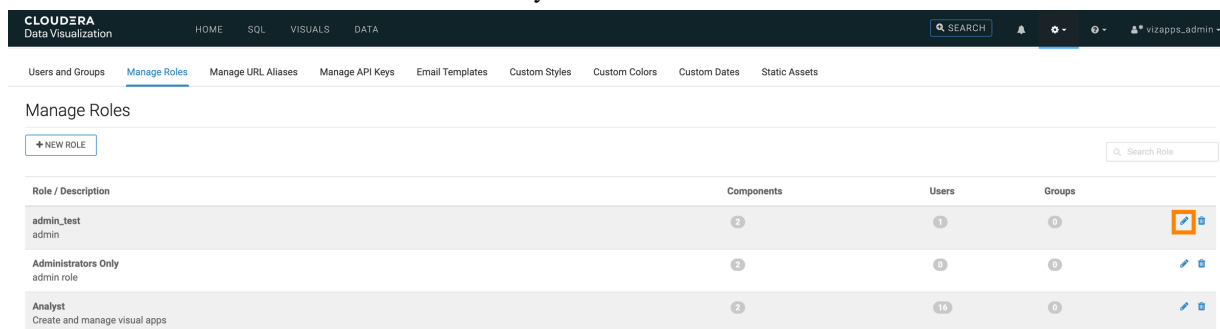 CLOUDERA
Data Visualization
HOME SQL VISUALS DATA
SEARCH
vizapps_admin
Users and Groups Manage Roles Manage URL Aliases Manage API Keys Email Templates Custom Styles Custom Colors Custom Dates Static Assets
Manage Roles
+ NEW ROLE
Search Role
Role / Description Components Users Groups
admin_test 2 1 0
admin
Administrators Only 2 0 0
admin role
Analyst 2 16 0
Create and manage visual apps